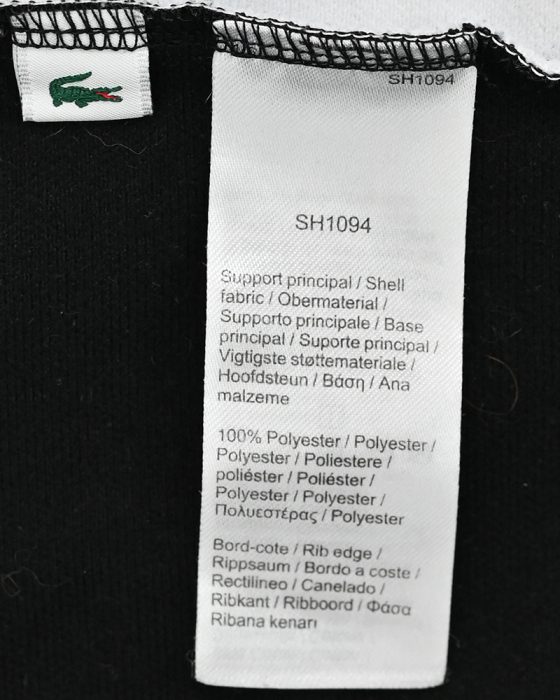 SH1094
SH1094
Support principal / Shell
fabric / Obermaterial /
Supporto principale / Base
principal / Suporte principal /
Vigtigste støttemateriale /
Hoofdsteun / Βάση / Ana
malzeme
100% Polyester / Polyester /
Polyester / Poliestere /
poliéster / Poliéster /
Polyester / Polyester /
Πολυεστέρας / Polyester
Bord-cote / Rib edge /
Rippsaum / Bordo a coste /
Rectilineo / Canelado /
Ribkant / Ribboord / Φάσα
Ribana kenarı